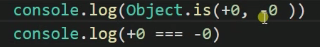 console.log(Object.is(+0, -0 ))
console.log(+0 === -0)